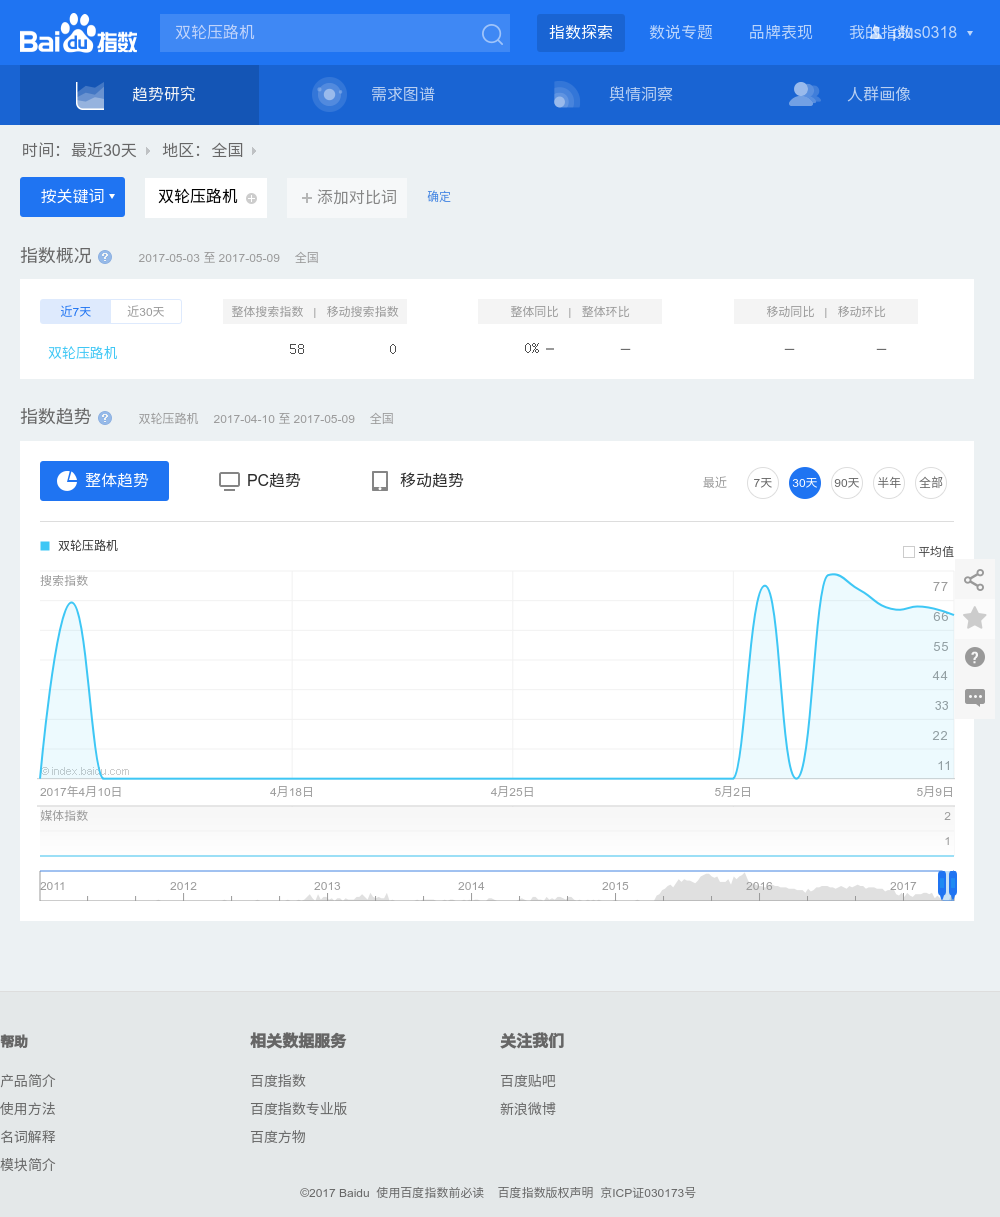 Bai du 指数
双轮压路机
指数探索 数说专题 品牌表现 我的指数 plus0318
趋势研究 需求图谱 舆情洞察 人群画像
时间： 最近30天 地区： 全国
按关键词 双轮压路机 添加对比词 确定
指数概况 ? 2017-05-03 至 2017-05-09 全国
近7天 近30天 整体搜索指数 | 移动搜索指数 整体同比 | 整体环比 移动同比 | 移动环比
双轮压路机 58 0 0% – – – –
指数趋势 ? 双轮压路机 2017-04-10 至 2017-05-09 全国
整体趋势 PC趋势 移动趋势 最近 7天 30天 90天 半年 全部
双轮压路机
平均值
搜索指数
77
66
55
44
33
22
11
©index.baidu.com
2017年4月10日 4月18日 4月25日 5月2日 5月9日
媒体指数 2
1
2011 2012 2013 2014 2015 2016 2017
帮助 相关数据服务 关注我们
产品简介 百度指数 百度贴吧
使用方法 百度指数专业版 新浪微博
名词解释 百度方物
模块简介
©2017 Baidu 使用百度指数前必读 百度指数版权声明 京ICP证030173号